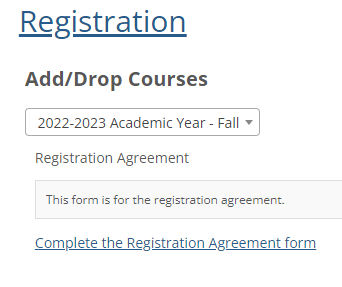 Registration
Add/Drop Courses
2022-2023 Academic Year - Fall
Registration Agreement
This form is for the registration agreement.
Complete the Registration Agreement form